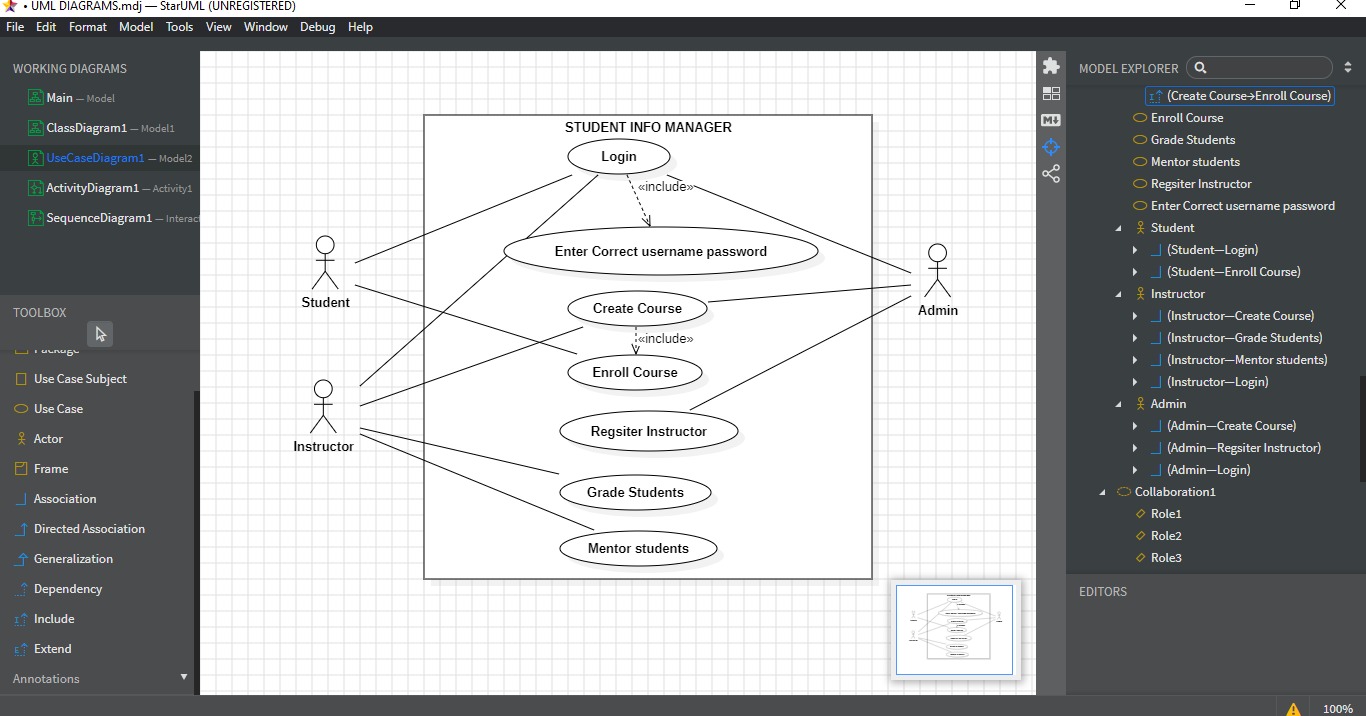 • UML DIAGRAMS.mdj — StarUML (UNREGISTERED)
File Edit Format Model Tools View Window Debug Help
WORKING DIAGRAMS
Main — Model
ClassDiagram1 — Model1
UseCaseDiagram1 — Model2
ActivityDiagram1 — Activity1
SequenceDiagram1 — Interac
TOOLBOX
Package
Use Case Subject
Use Case
Actor
Frame
Association
Directed Association
Generalization
Dependency
Include
Extend
Annotations
STUDENT INFO MANAGER
Login
«include»
Enter Correct username password
Student
Create Course
Admin
«include»
Enroll Course
Regsiter Instructor
Instructor
Grade Students
Mentor students
M
MODEL EXPLORER
(Create Course→Enroll Course)
Enroll Course
Grade Students
Mentor students
Regsiter Instructor
Enter Correct username password
Student
(Student—Login)
(Student—Enroll Course)
Instructor
(Instructor—Create Course)
(Instructor—Grade Students)
(Instructor—Mentor students)
(Instructor—Login)
Admin
(Admin—Create Course)
(Admin—Regsiter Instructor)
(Admin—Login)
Collaboration1
Role1
Role2
Role3
EDITORS
100%